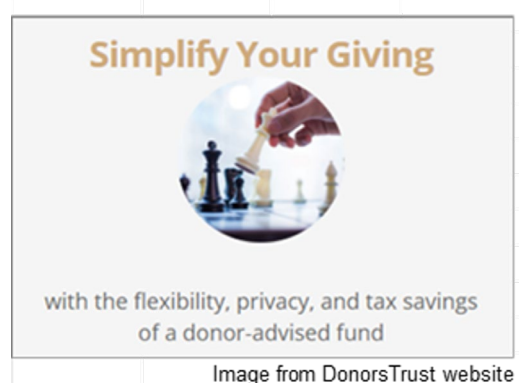 Simplify Your Giving
with the flexibility, privacy, and tax savings
of a donor-advised fund
Image from DonorsTrust website